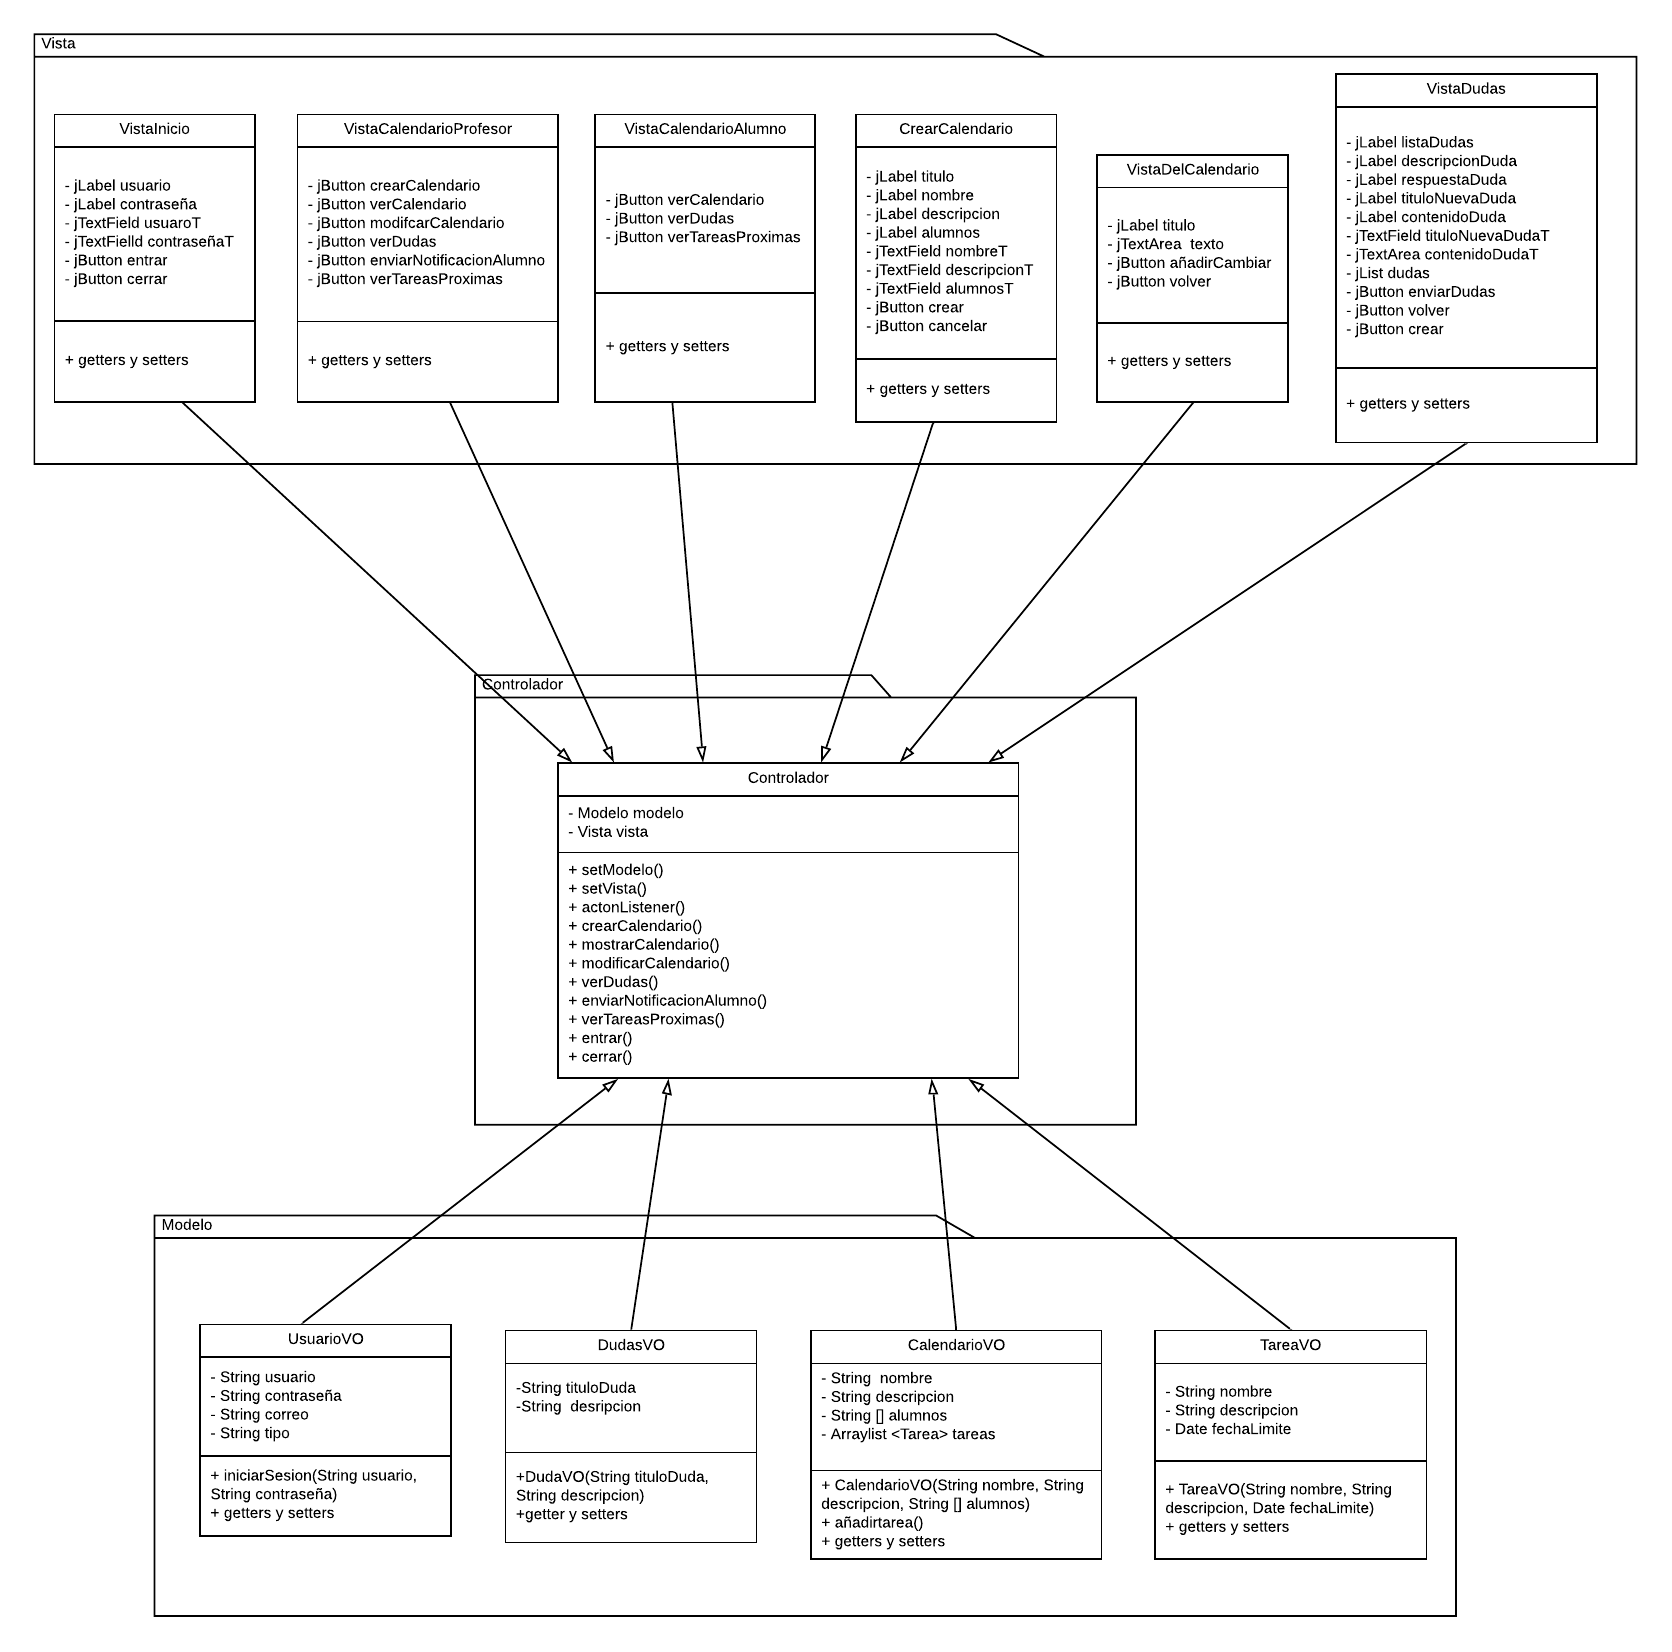 Vista
VistaInicio
- jLabel usuario
- jLabel contraseña
- jTextField usuaroT
- jTextFielld contraseñaT
- jButton entrar
- jButton cerrar
+ getters y setters
VistaCalendarioProfesor
- jButton crearCalendario
- jButton verCalendario
- jButton modifcarCalendario
- jButton verDudas
- jButton enviarNotificacionAlumno
- jButton verTareasProximas
+ getters y setters
VistaCalendarioAlumno
- jButton verCalendario
- jButton verDudas
- jButton verTareasProximas
+ getters y setters
CrearCalendario
- jLabel titulo
- jLabel nombre
- jLabel descripcion
- jLabel alumnos
- jTextField nombreT
- jTextField descripcionT
- jTextField alumnosT
- jButton crear
- jButton cancelar
+ getters y setters
VistaDelCalendario
- jLabel titulo
- jTextArea  texto
- jButton añadirCambiar
- jButton volver
+ getters y setters
VistaDudas
- jLabel listaDudas
- jLabel descripcionDuda
- jLabel respuestaDuda
- jLabel tituloNuevaDuda
- jLabel contenidoDuda
- jTextField tituloNuevaDudaT
- jTextArea contenidoDudaT
- jList dudas
- jButton enviarDudas
- jButton volver
- jButton crear
+ getters y setters
Controlador
Controlador
- Modelo modelo
- Vista vista
+ setModelo()
+ setVista()
+ actonListener()
+ crearCalendario()
+ mostrarCalendario()
+ modificarCalendario()
+ verDudas()
+ enviarNotificacionAlumno()
+ verTareasProximas()
+ entrar()
+ cerrar()
Modelo
UsuarioVO
- String usuario
- String contraseña
- String correo
- String tipo
+ iniciarSesion(String usuario,
String contraseña)
+ getters y setters
DudasVO
-String tituloDuda
-String  desripcion
+DudaVO(String tituloDuda,
String descripcion)
+getter y setters
CalendarioVO
- String  nombre
- String descripcion
- String [] alumnos
- Arraylist <Tarea> tareas
+ CalendarioVO(String nombre, String
descripcion, String [] alumnos)
+ añadirtarea()
+ getters y setters
TareaVO
- String nombre
- String descripcion
- Date fechaLimite
+ TareaVO(String nombre, String
descripcion, Date fechaLimite)
+ getters y setters